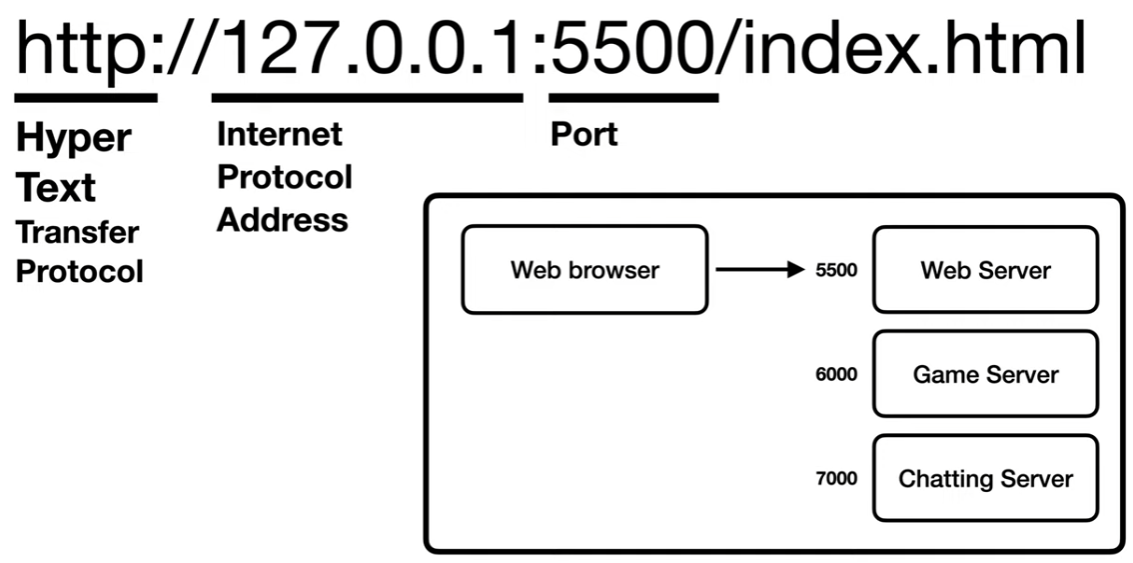 http://127.0.0.1:5500/index.html
Hyper
Text
Transfer
Protocol
Internet
Protocol
Address
Port
Web browser
5500
Web Server
6000
Game Server
7000
Chatting Server